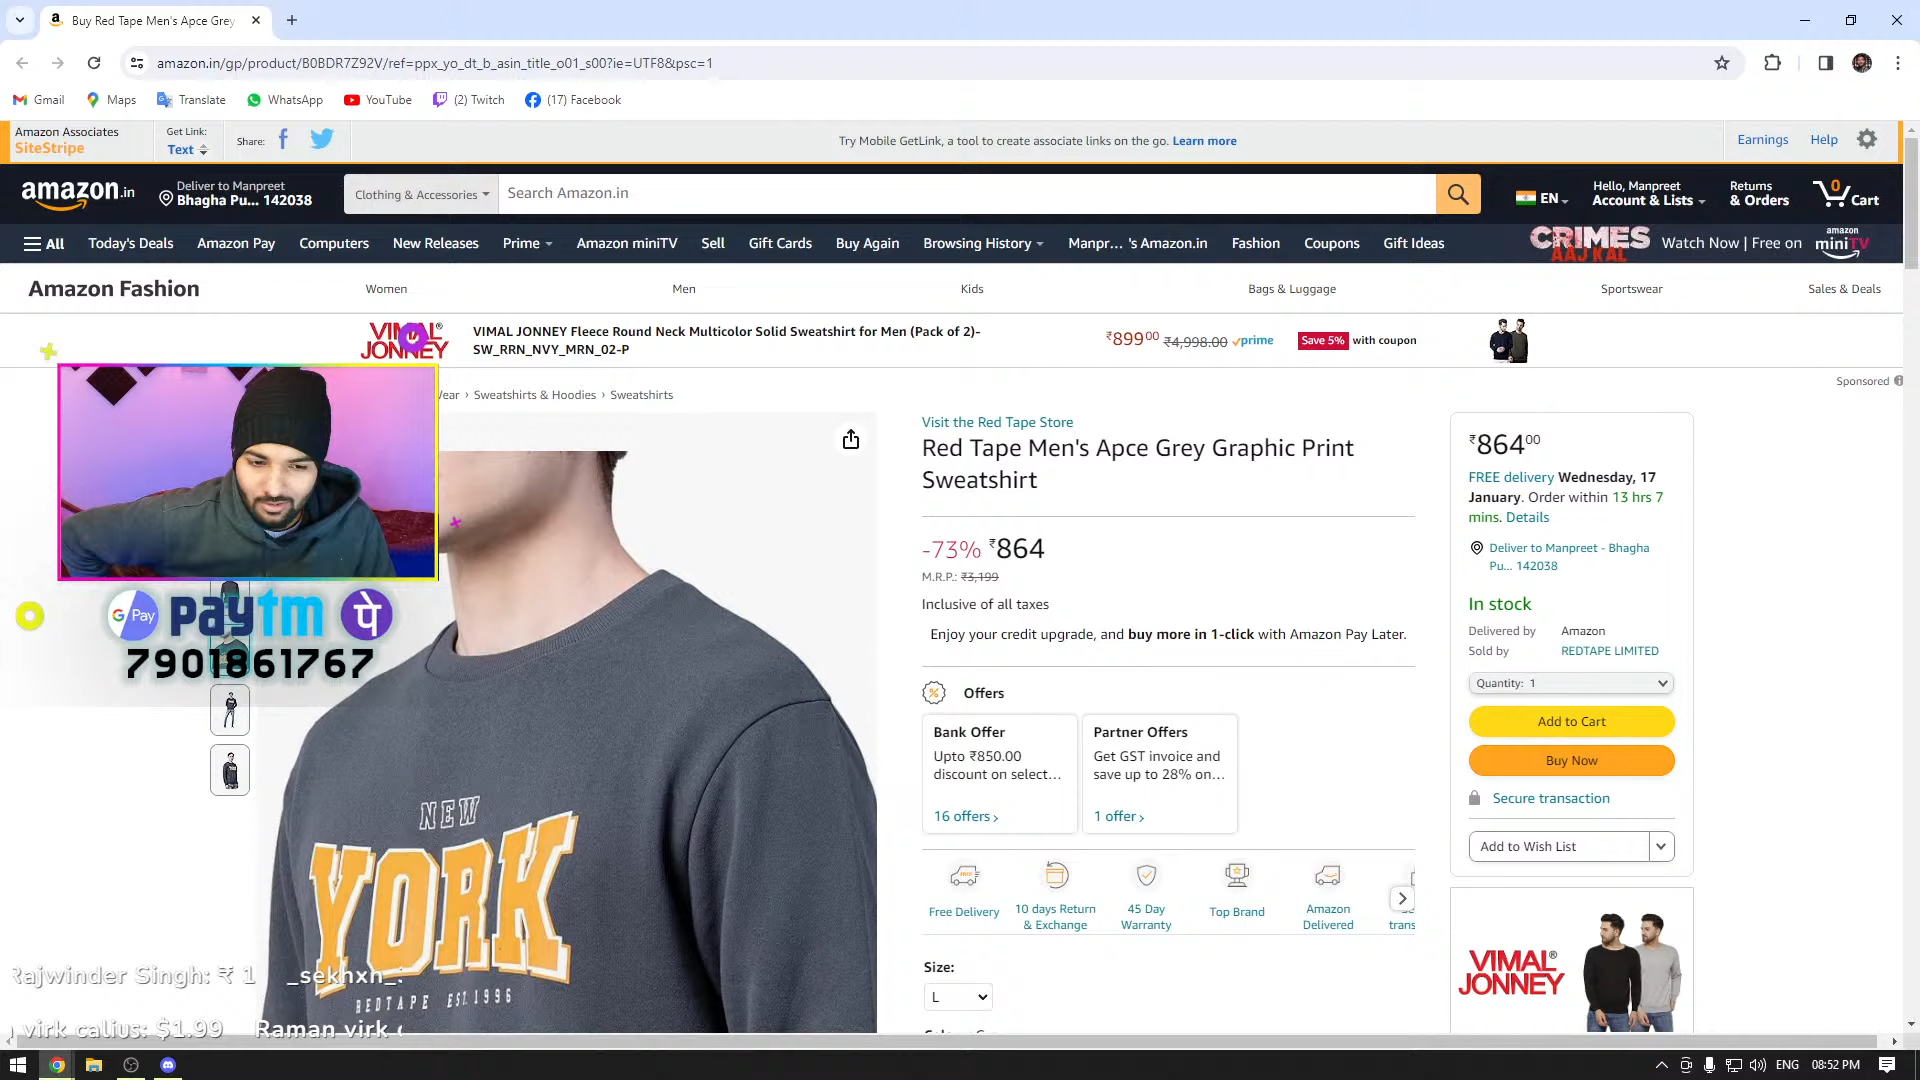 Buy Red Tape Men's Apce Grey
amazon.in/gp/product/B0BDR7Z92V/ref=ppx_yo_dt_b_asin_title_o01_s00?ie=UTF8&psc=1
Gmail Maps Translate WhatsApp YouTube (2) Twitch (17) Facebook
Amazon Associates
SiteStripe
Get Link:
Text
Share:
Try Mobile GetLink, a tool to create associate links on the go. Learn more
Earnings Help
amazon.in
Deliver to Manpreet
Bhagha Pu... 142038
Clothing & Accessories
Search Amazon.in
EN
Hello, Manpreet
Account & Lists
Returns
& Orders
0
Cart
All Today's Deals Amazon Pay Computers New Releases Prime Amazon miniTV Sell Gift Cards Buy Again Browsing History Manpr... 's Amazon.in Fashion Coupons Gift Ideas
CRIMES
AAJ KAL
Watch Now | Free on
amazon
miniTV
Amazon Fashion Women Men Kids Bags & Luggage Sportswear Sales & Deals
VIMAL
JONNEY
VIMAL JONNEY Fleece Round Neck Multicolor Solid Sweatshirt for Men (Pack of 2)-
SW_RRN_NVY_MRN_02-P
₹89900 ₹4,998.00 prime Save 5% with coupon
Sponsored
Wear › Sweatshirts & Hoodies › Sweatshirts
Visit the Red Tape Store
Red Tape Men's Apce Grey Graphic Print
Sweatshirt
-73% ₹864
M.R.P.: ₹3,199
Inclusive of all taxes
Enjoy your credit upgrade, and buy more in 1-click with Amazon Pay Later.
Offers
Bank Offer
Upto ₹850.00
discount on select...
16 offers ›
Partner Offers
Get GST invoice and
save up to 28% on...
1 offer ›
FREE
Free Delivery
10 days Return
& Exchange
45 Day
Warranty
Top Brand
Amazon
Delivered
trans
Size:
L
₹86400
FREE delivery Wednesday, 17
January. Order within 13 hrs 7
mins. Details
Deliver to Manpreet - Bhagha
Pu... 142038
In stock
Delivered by Amazon
Sold by REDTAPE LIMITED
Quantity: 1
Add to Cart
Buy Now
Secure transaction
Add to Wish List
VIMAL
JONNEY
G Pay paytm पे
7901861767
NEW
YORK
REDTAPE EST.1996
Rajwinder Singh: ₹ 1 _sekhxn_
virk calius: $1.99 Raman virk
ENG 08:52 PM